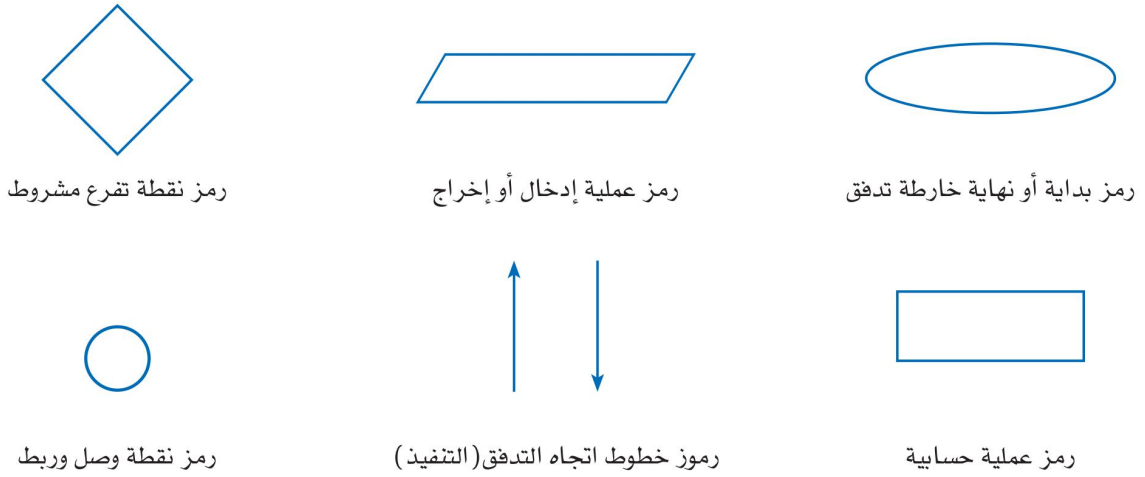 رمز بداية أو نهاية خارطة تدفق
رمز عملية إدخال أو إخراج
رمز نقطة تفرع مشروط
رمز عملية حسابية
رموز خطوط اتجاه التدفق(التنفيذ)
رمز نقطة وصل وربط